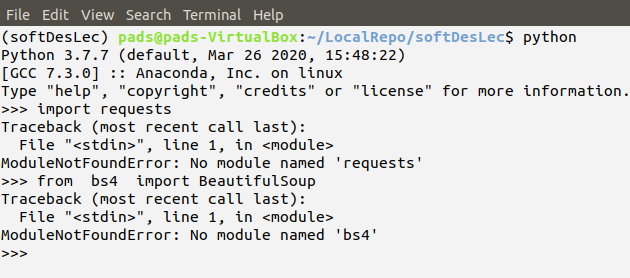 File Edit View Search Terminal Help
(softDesLec) pads@pads-VirtualBox:~/LocalRepo/softDesLec$ python
Python 3.7.7 (default, Mar 26 2020, 15:48:22)
[GCC 7.3.0] :: Anaconda, Inc. on linux
Type "help", "copyright", "credits" or "license" for more information.
>>> import requests
Traceback (most recent call last):
  File "<stdin>", line 1, in <module>
ModuleNotFoundError: No module named 'requests'
>>> from  bs4  import BeautifulSoup
Traceback (most recent call last):
  File "<stdin>", line 1, in <module>
ModuleNotFoundError: No module named 'bs4'
>>>